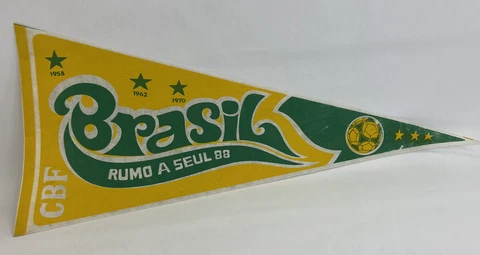 1958
1962
1970
Brasil
RUMO A SEUL 88
CBF